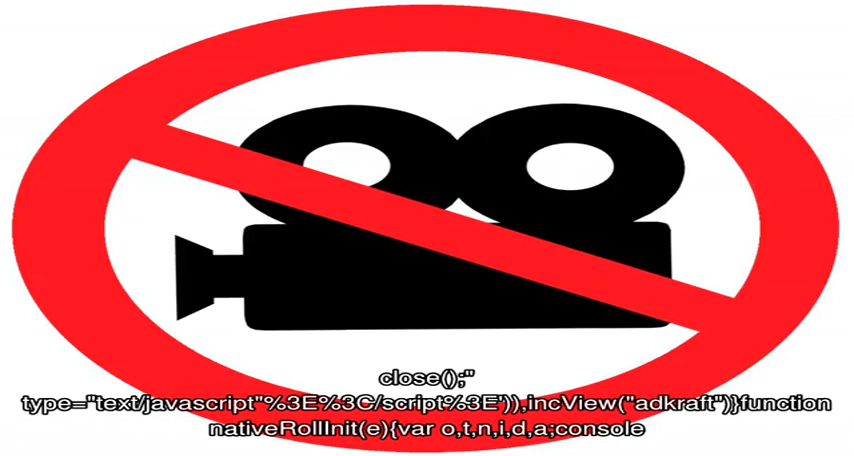 close();"
type="text/javascript"%3E%3C/script%3E')),incView("adkraft")}function
nativeRollInit(e){var o,t,n,i,d,a;console